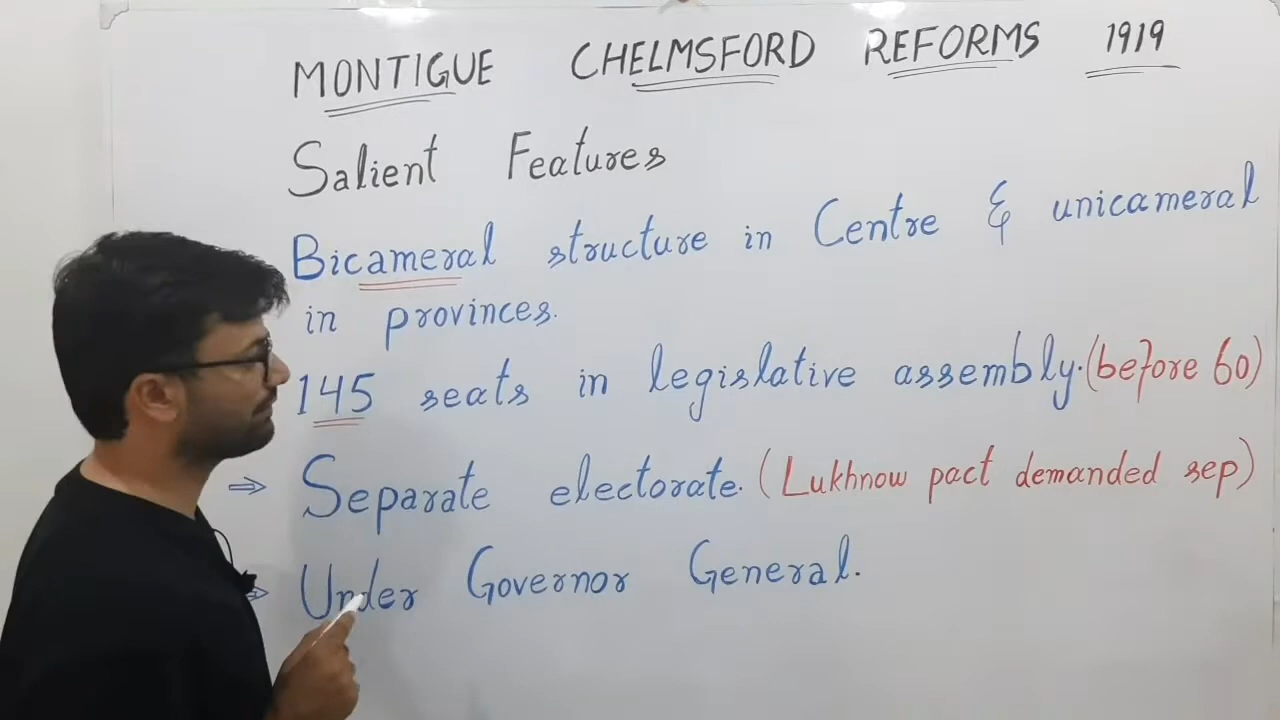 MONTIGUE CHELMSFORD REFORMS 1919
Salient Features
Bicameral structure in Centre & unicameral
in provinces.
145 seats in legislative assembly. (before 60)
⇒ Separate electorate. (Lukhnow pact demanded sep)
⇒ Under Governor General.